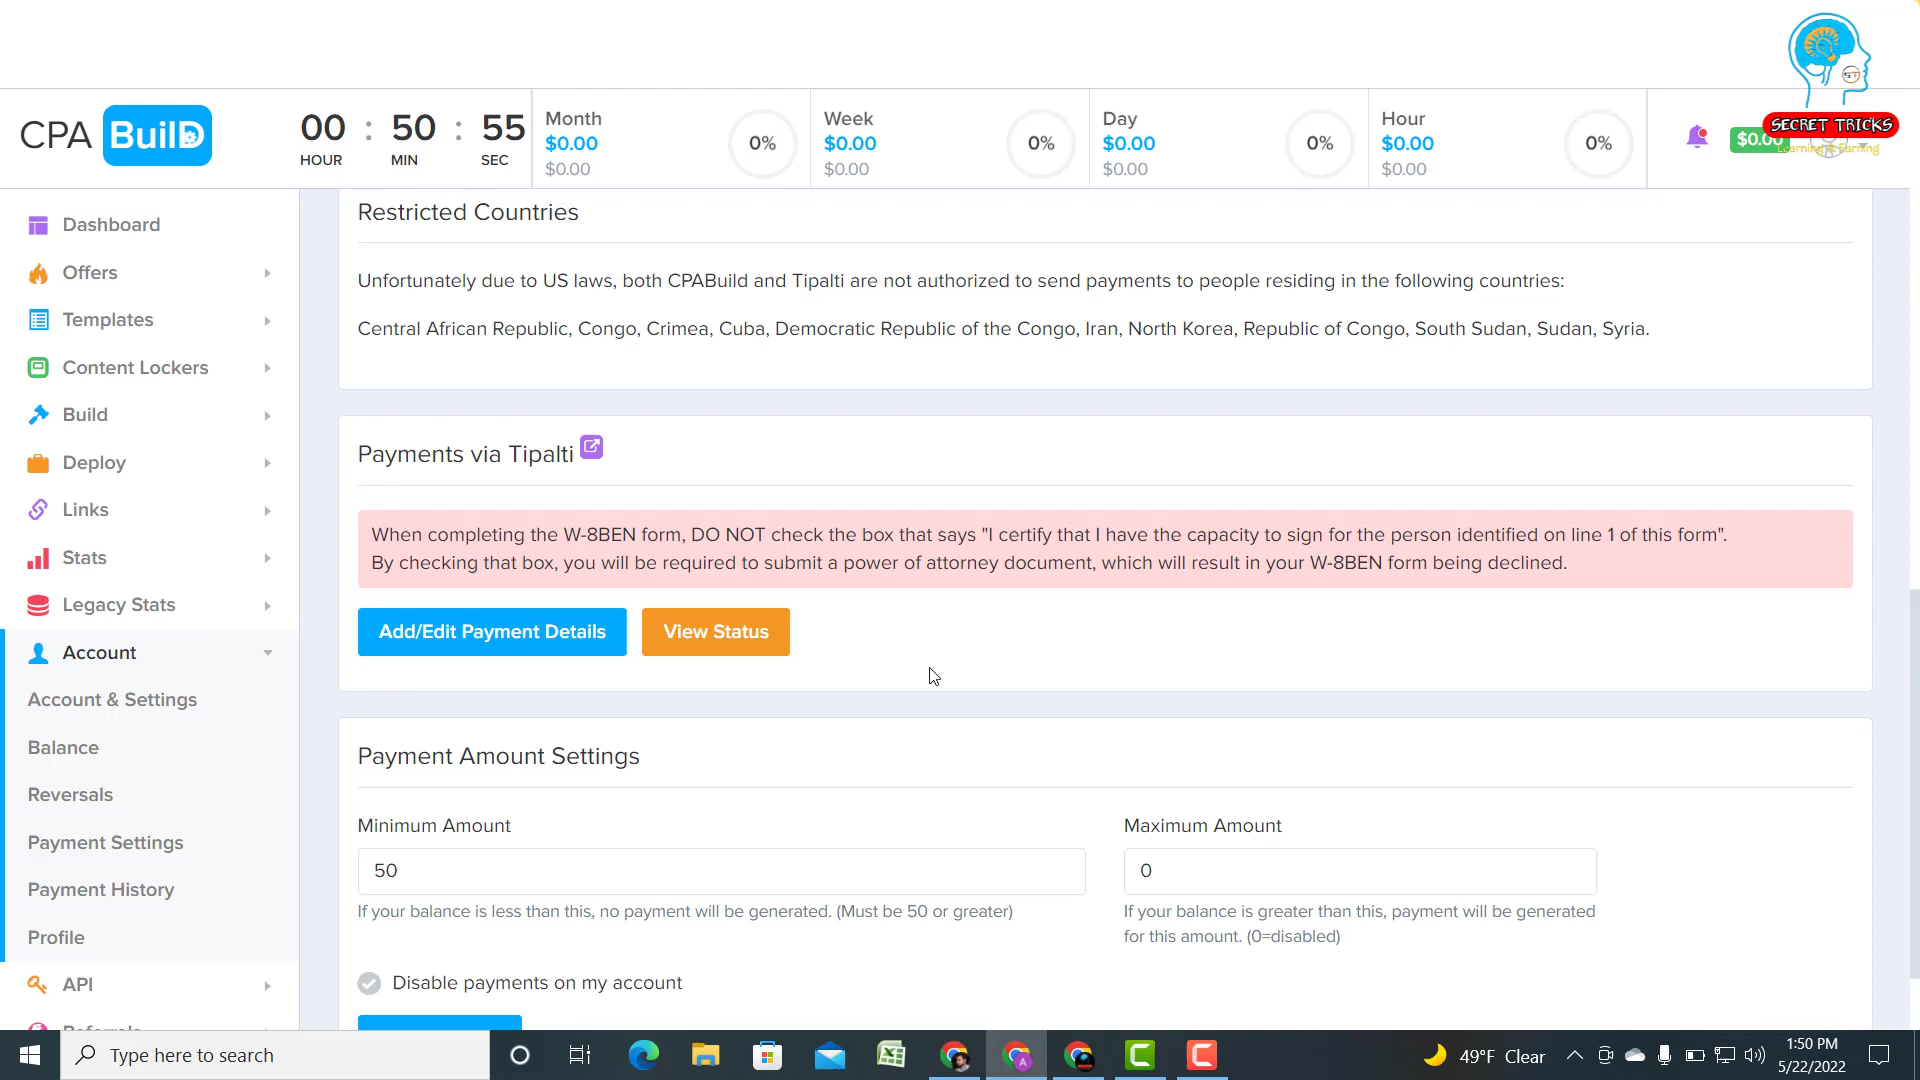 SECRET TRICKS
Learning & Earning
CPA BuilD
00 : 50 : 55
HOUR MIN SEC
Month
$0.00
$0.00
0%
Week
$0.00
$0.00
0%
Day
$0.00
$0.00
0%
Hour
$0.00
$0.00
0%
$0.00
Dashboard
Offers
Templates
Content Lockers
Build
Deploy
Links
Stats
Legacy Stats
Account
Account & Settings
Balance
Reversals
Payment Settings
Payment History
Profile
API
Referrals
Restricted Countries
Unfortunately due to US laws, both CPABuild and Tipalti are not authorized to send payments to people residing in the following countries:
Central African Republic, Congo, Crimea, Cuba, Democratic Republic of the Congo, Iran, North Korea, Republic of Congo, South Sudan, Sudan, Syria.
Payments via Tipalti
When completing the W-8BEN form, DO NOT check the box that says "I certify that I have the capacity to sign for the person identified on line 1 of this form".
By checking that box, you will be required to submit a power of attorney document, which will result in your W-8BEN form being declined.
Add/Edit Payment Details
View Status
Payment Amount Settings
Minimum Amount
50
If your balance is less than this, no payment will be generated. (Must be 50 or greater)
Maximum Amount
0
If your balance is greater than this, payment will be generated
for this amount. (0=disabled)
Disable payments on my account
Type here to search
49°F Clear
1:50 PM
5/22/2022